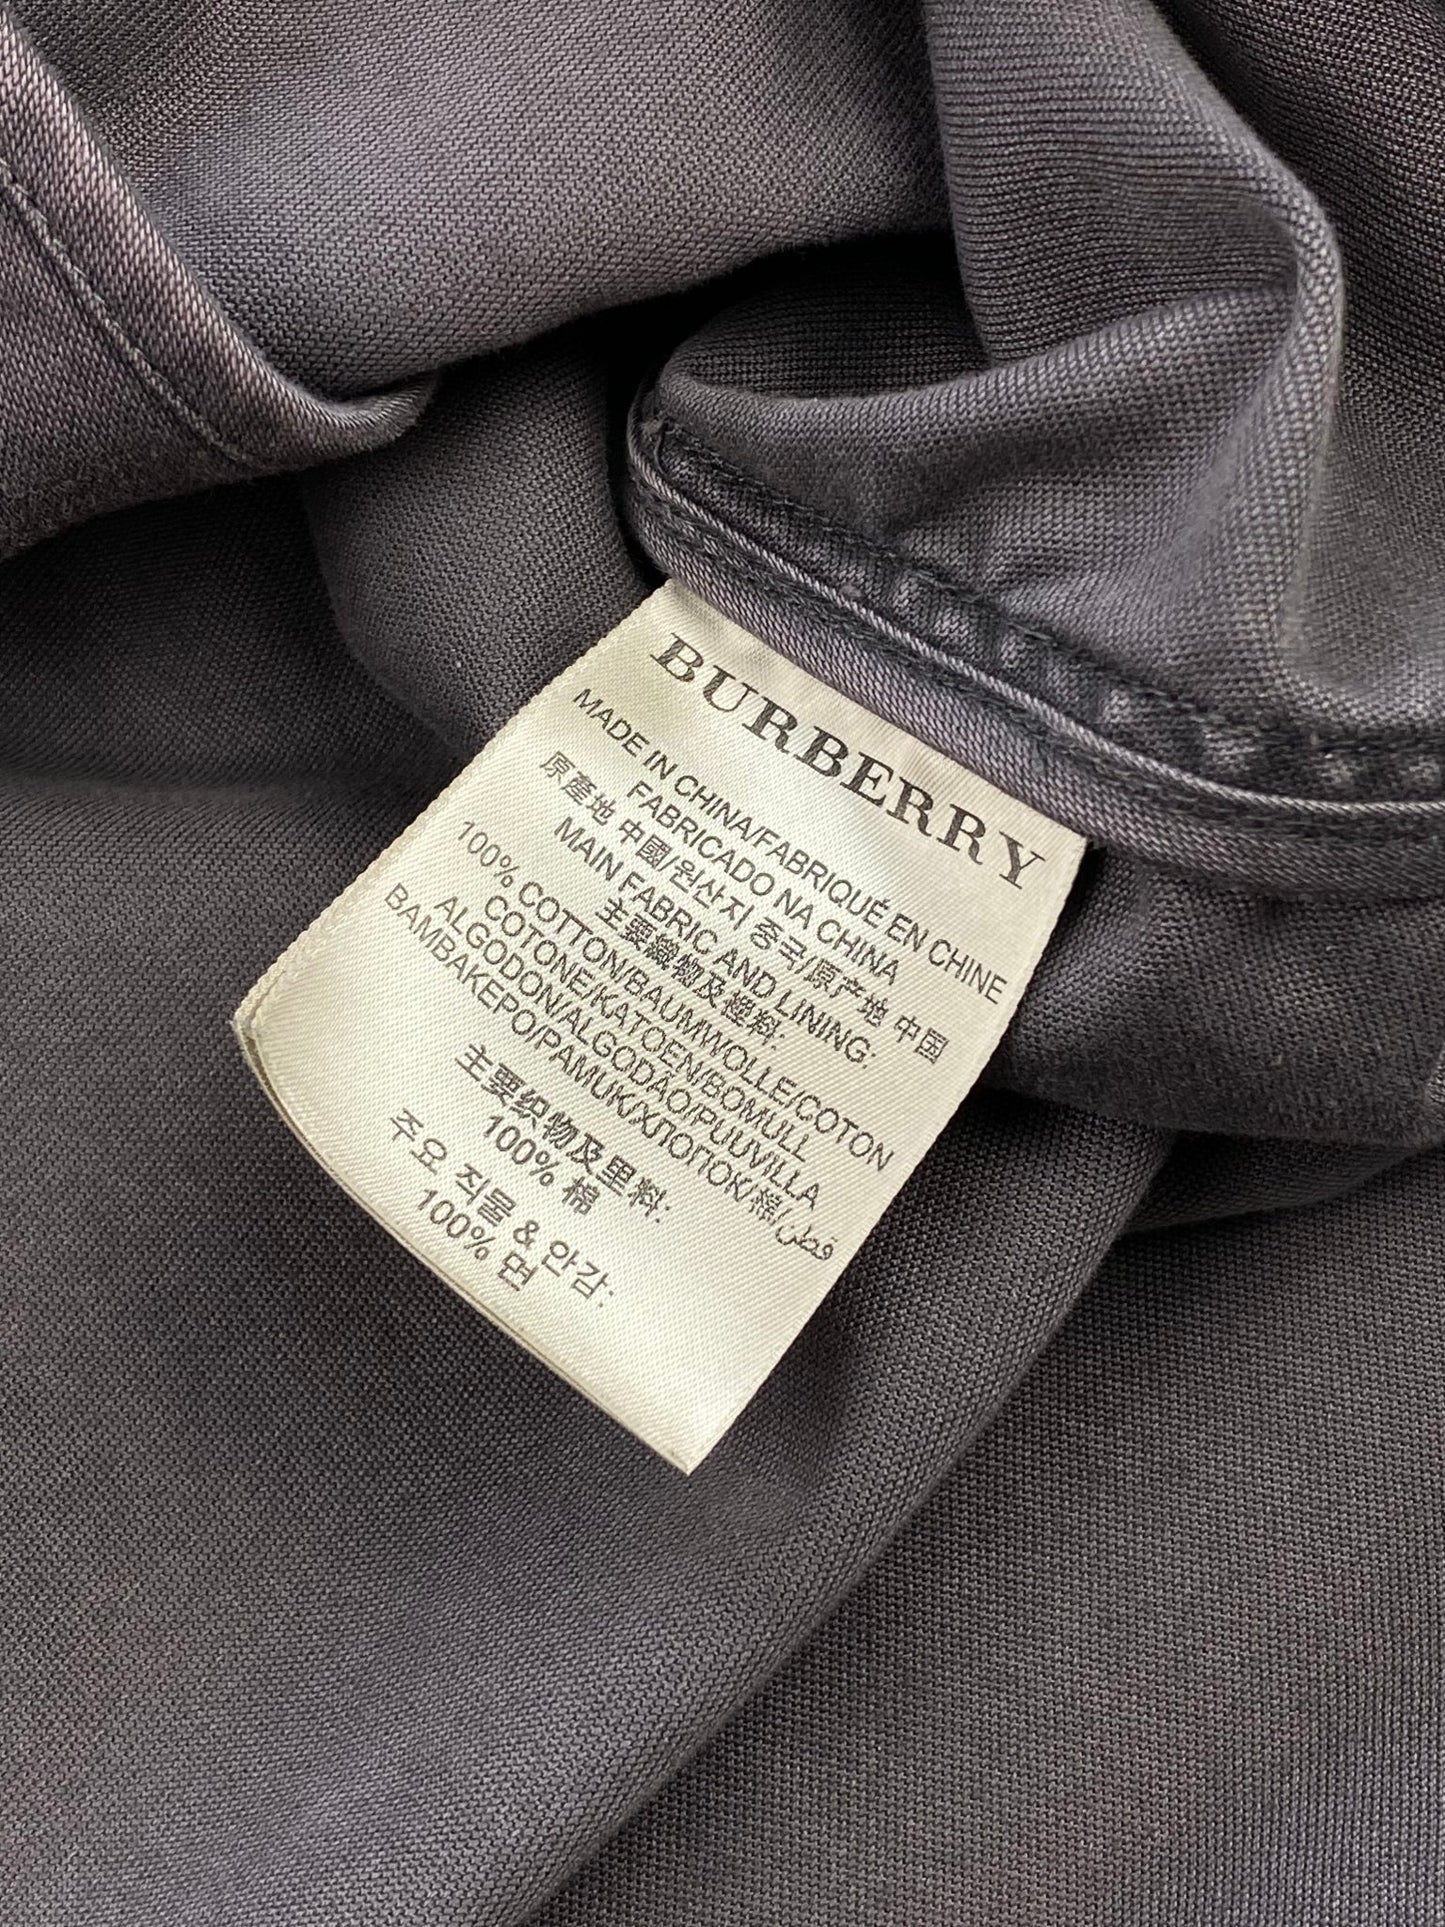 BURBERRY
MADE IN CHINA/FABRIQUÉ EN CHINE
FABRICADO NA CHINA
原產地 中國/원산지 중국/原产地 中国
MAIN FABRIC AND LINING:
主要織物及裡料:
100% COTTON/BAUMWOLLE/COTON
COTONE/KATOEN/BOMULL
ALGODON/ALGODÃO/PUUVILLA
BAMBAKEPO/PAMUK/ХЛОПОК/棉/قطن
主要织物及里料:
100% 棉
주요 직물 & 안감:
100% 면